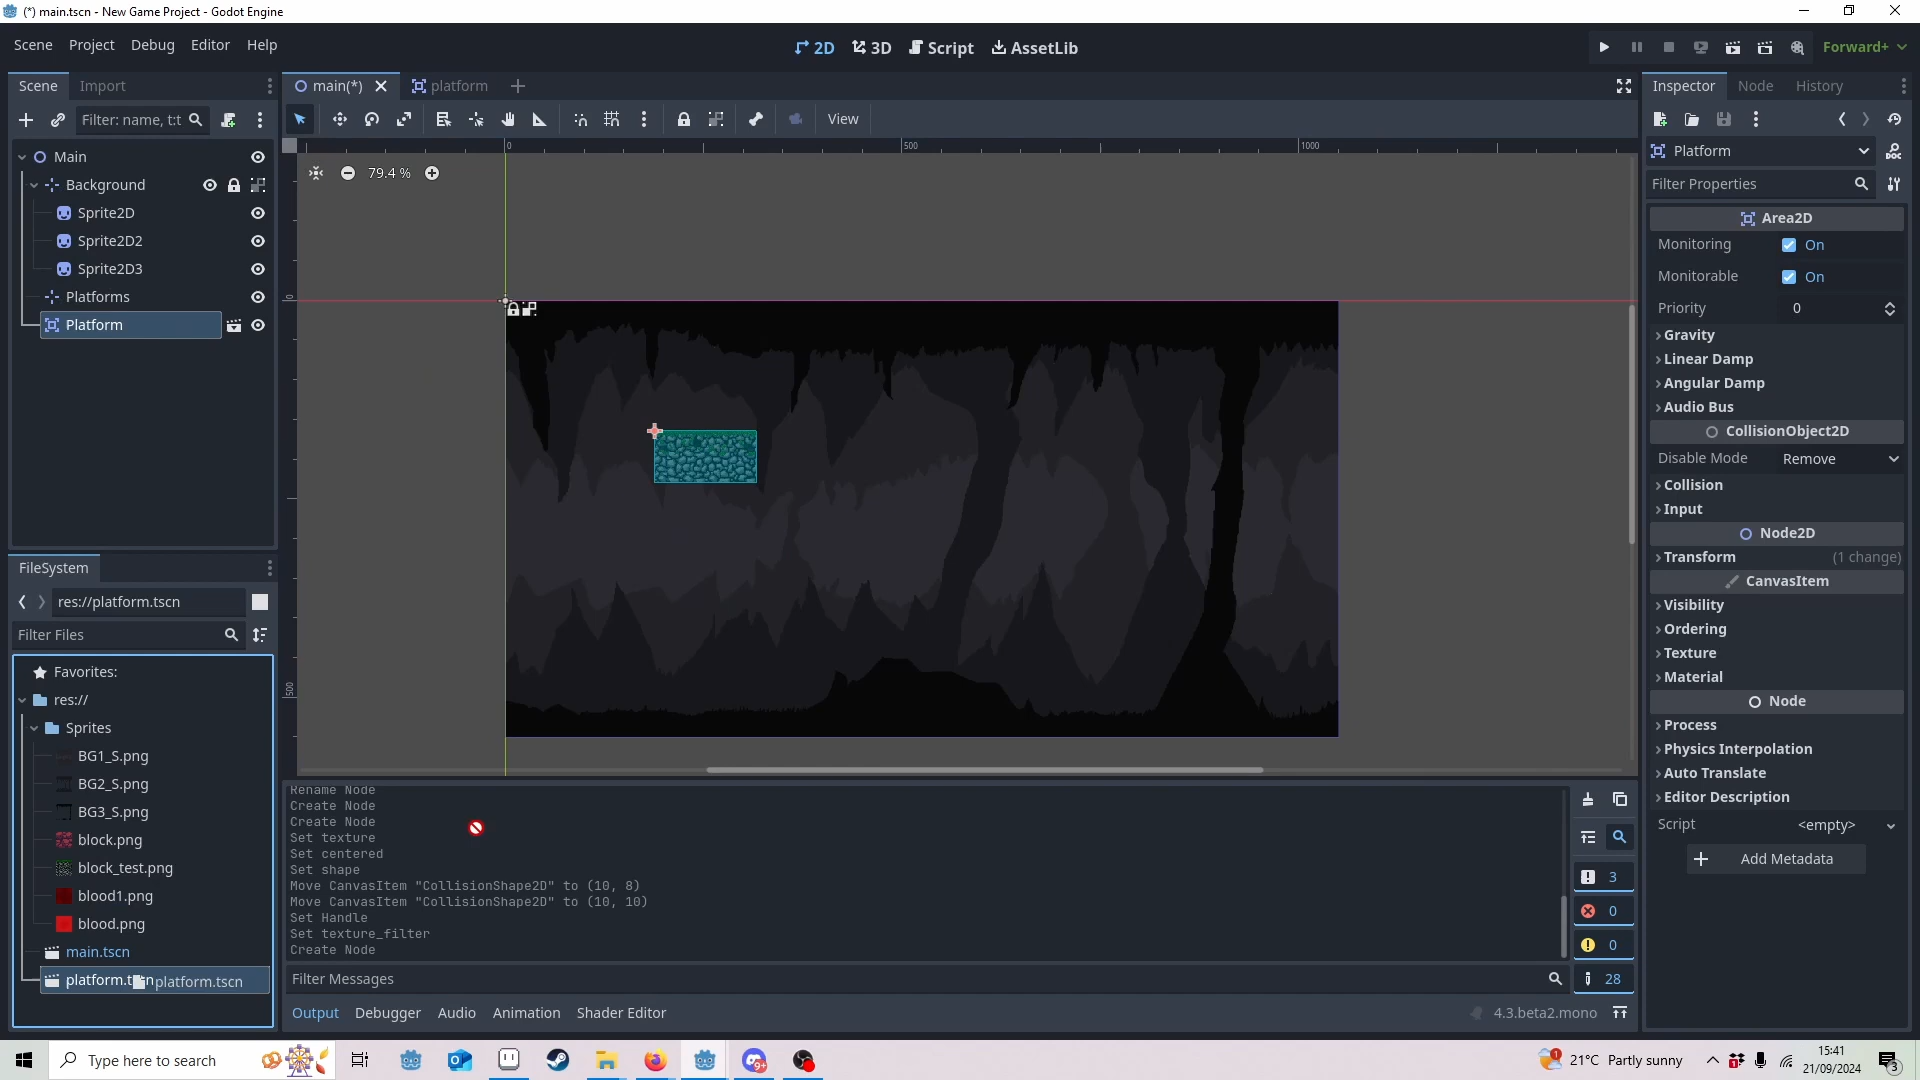 (*) main.tscn - New Game Project - Godot Engine
Scene Project Debug Editor Help
2D 3D Script AssetLib
Forward+
Scene Import
main(*) platform
Inspector Node History
Filter: name, t:t
View
Main
Background
Sprite2D
Sprite2D2
Sprite2D3
Platforms
Platform
0 500 1000
79.4 %
0
500
Platform
Filter Properties
Area2D
Monitoring On
Monitorable On
Priority 0
Gravity
Linear Damp
Angular Damp
Audio Bus
CollisionObject2D
Disable Mode Remove
Collision
Input
Node2D
Transform (1 change)
CanvasItem
Visibility
Ordering
Texture
Material
Node
Process
Physics Interpolation
Auto Translate
Editor Description
Script <empty>
Add Metadata
FileSystem
res://platform.tscn
Filter Files
Favorites:
res://
Sprites
BG1_S.png
BG2_S.png
BG3_S.png
block.png
block_test.png
blood1.png
blood.png
main.tscn
platform.tscn
Rename Node
Create Node
Create Node
Set texture
Set centered
Set shape
Move CanvasItem "CollisionShape2D" to (10, 8)
Move CanvasItem "CollisionShape2D" to (10, 10)
Set Handle
Set texture_filter
Create Node
3
0
0
28
Filter Messages
Output Debugger Audio Animation Shader Editor
4.3.beta2.mono
Type here to search
9+
1
21°C Partly sunny
15:41
21/09/2024
3